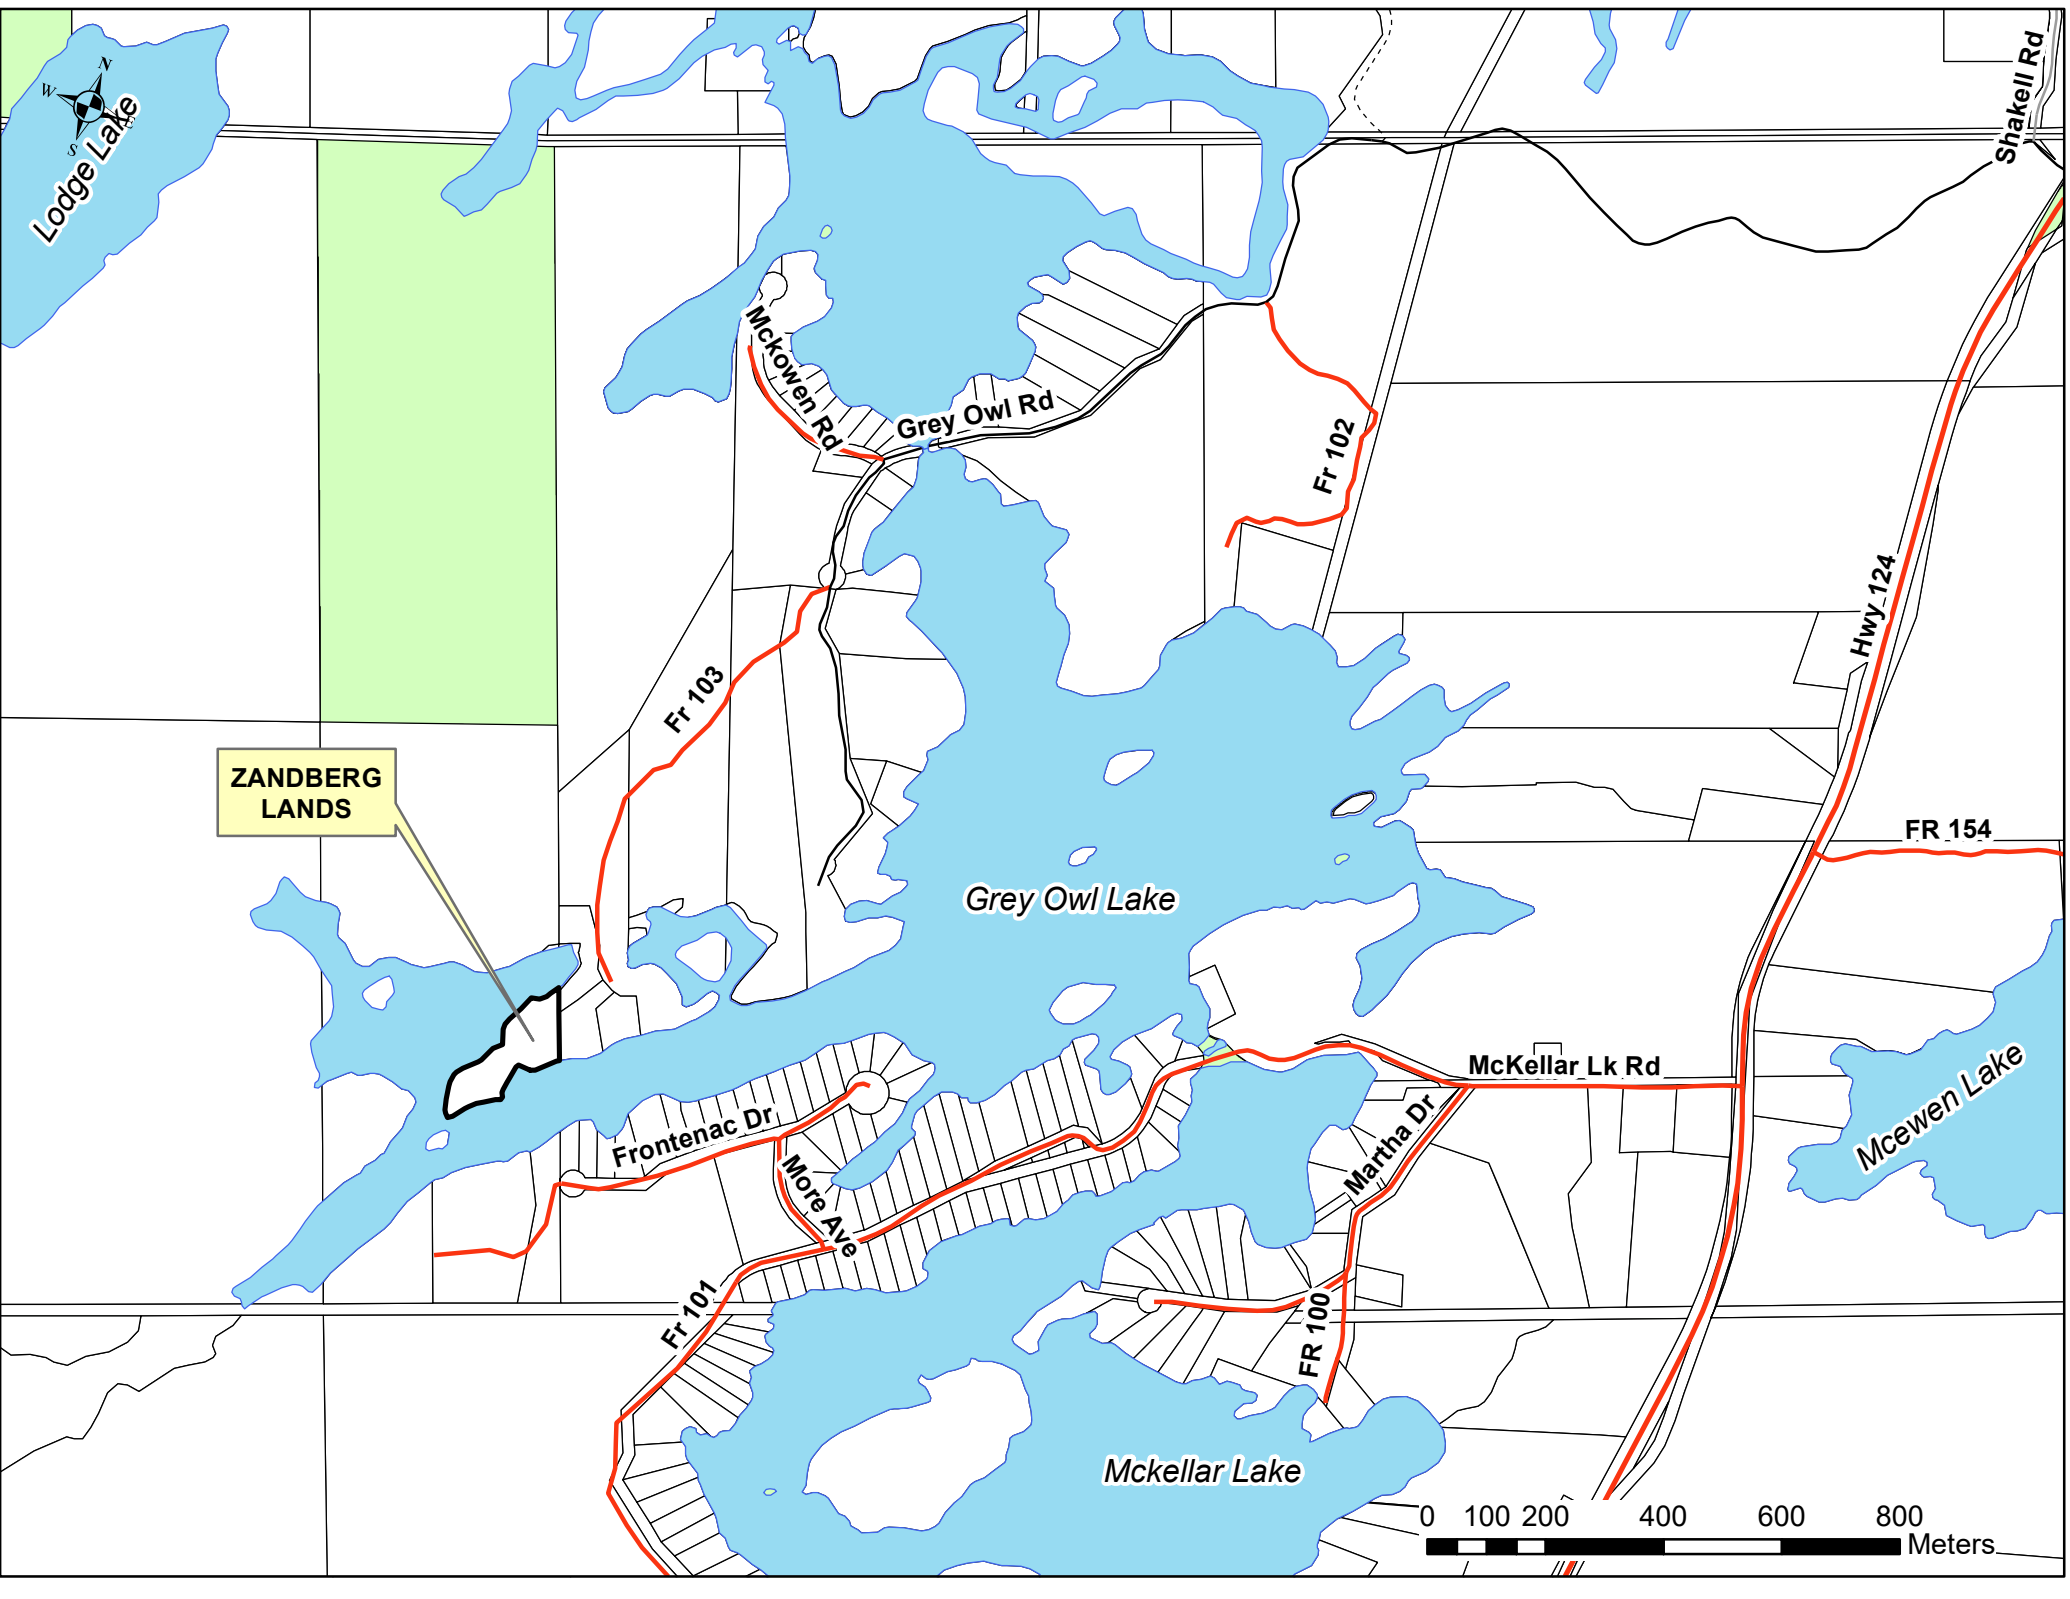 Shakell Rd
N
W
E
S
Lodge Lake
Mckowen Rd
Grey Owl Rd
Fr 102
Hwy 124
Fr 103
ZANDBERG
LANDS
FR 154
Grey Owl Lake
McKellar Lk Rd
Mcewen Lake
Martha Dr
Frontenac Dr
More Ave
Fr 101
FR 100
Mckellar Lake
0 100 200 400 600 800
Meters